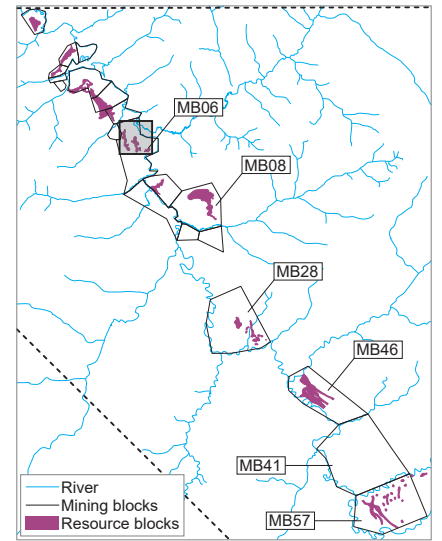 MB06
MB08
MB28
MB46
MB41
MB57
River
Mining blocks
Resource blocks